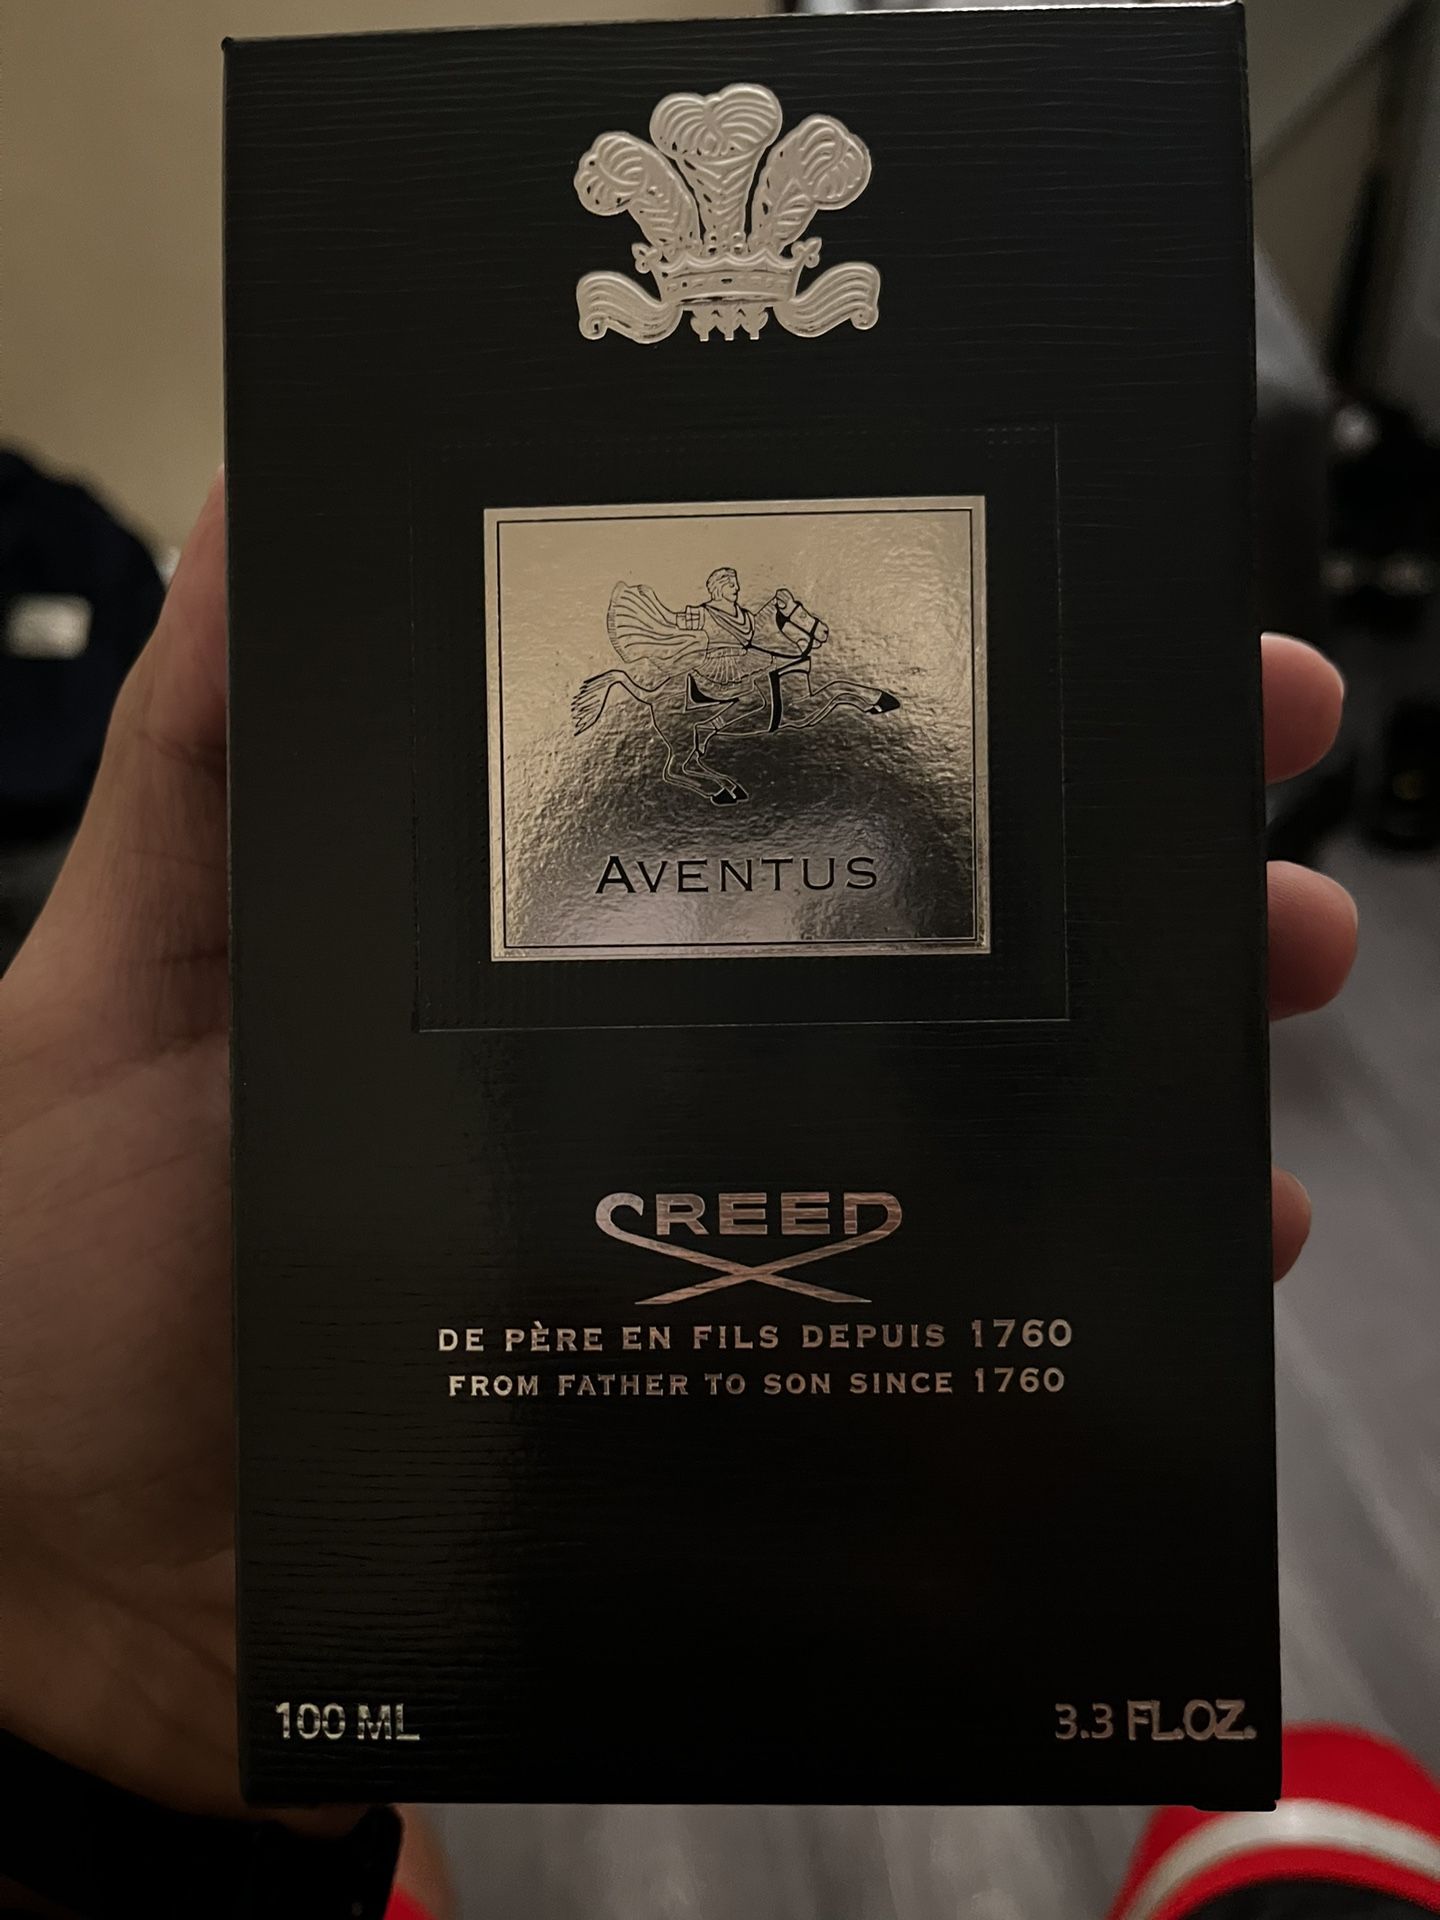 AVENTUS
CREED
DE PÈRE EN FILS DEPUIS 1760
FROM FATHER TO SON SINCE 1760
100 ML
3.3 FL.OZ.